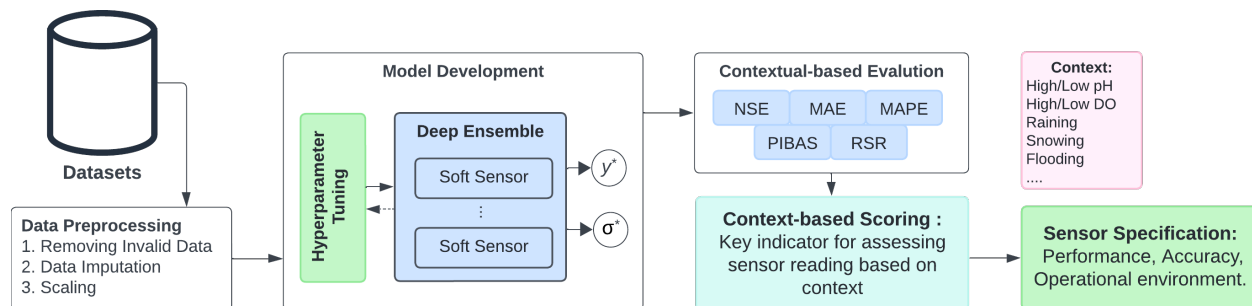 Datasets
Data Preprocessing
1. Removing Invalid Data
2. Data Imputation
3. Scaling
Model Development
Hyperparameter
Tuning
Deep Ensemble
Soft Sensor
⋮
Soft Sensor
y*
σ*
Contextual-based Evalution
NSE
MAE
MAPE
PIBAS
RSR
Context-based Scoring :
Key indicator for assessing
sensor reading based on
context
Context:
High/Low pH
High/Low DO
Raining
Snowing
Flooding
....
Sensor Specification:
Performance, Accuracy,
Operational environment.